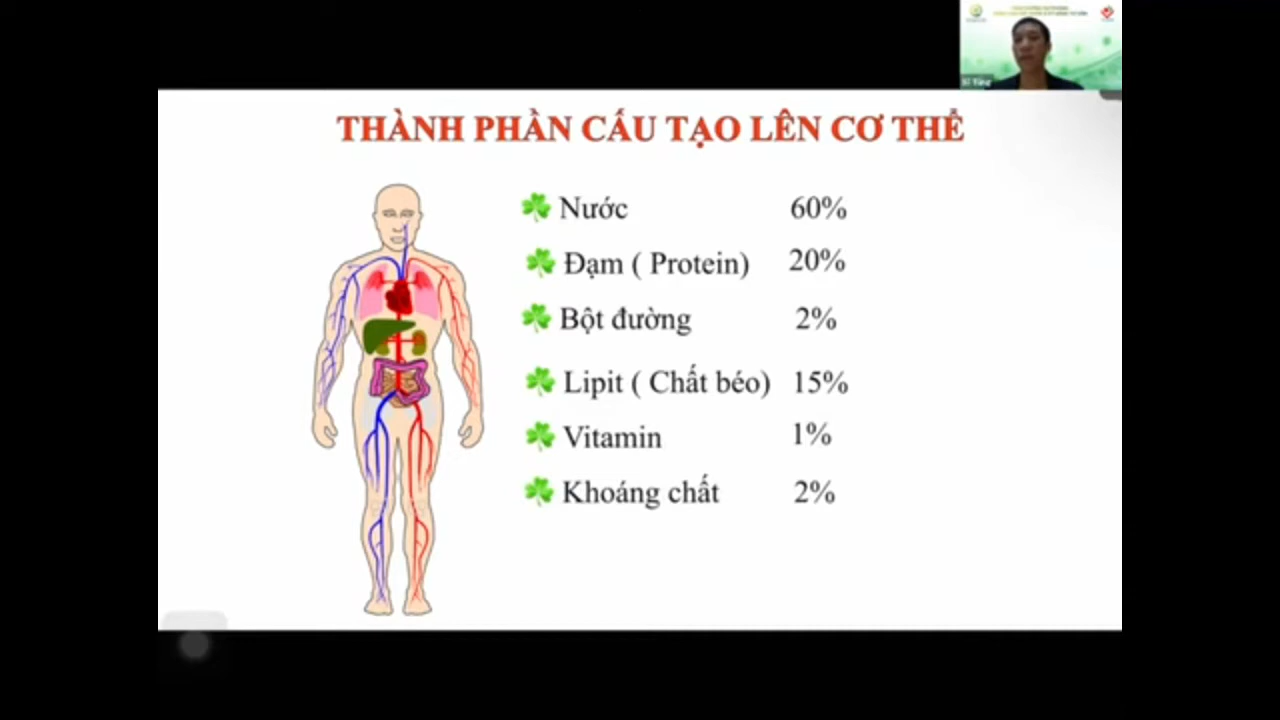 THÀNH PHẦN CẤU TẠO LÊN CƠ THỂ
Nước 60%
Đạm ( Protein) 20%
Bột đường 2%
Lipit ( Chất béo) 15%
Vitamin 1%
Khoáng chất 2%